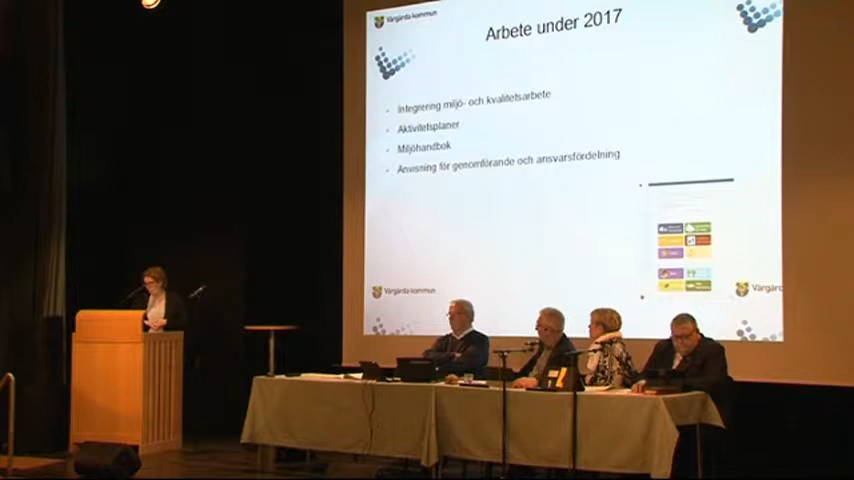 Vårgårda kommun
Arbete under 2017
Integrering miljö- och kvalitetsarbete
Aktivitetsplaner
Miljöhandbok
Anvisning för genomförande och ansvarsfördelning
Vårgårda kommun
Vårgård